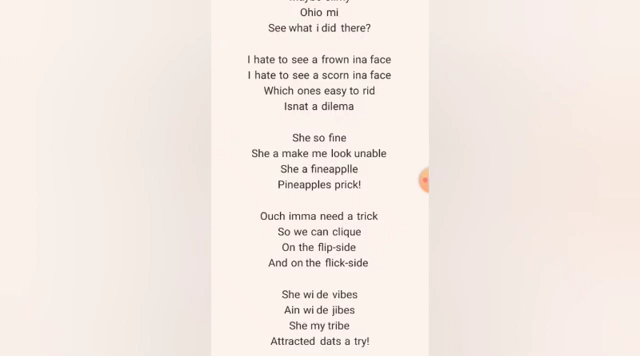 Ohio mi
See what i did there?
I hate to see a frown ina face
I hate to see a scorn ina face
Which ones easy to rid
Isnat a dilema
She so fine
She a make me look unable
She a fineapplle
Pineapples prick!
Ouch imma need a trick
So we can clique
On the flip-side
And on the flick-side
She wi de vibes
Ain wi de jibes
She my tribe
Attracted dats a try!